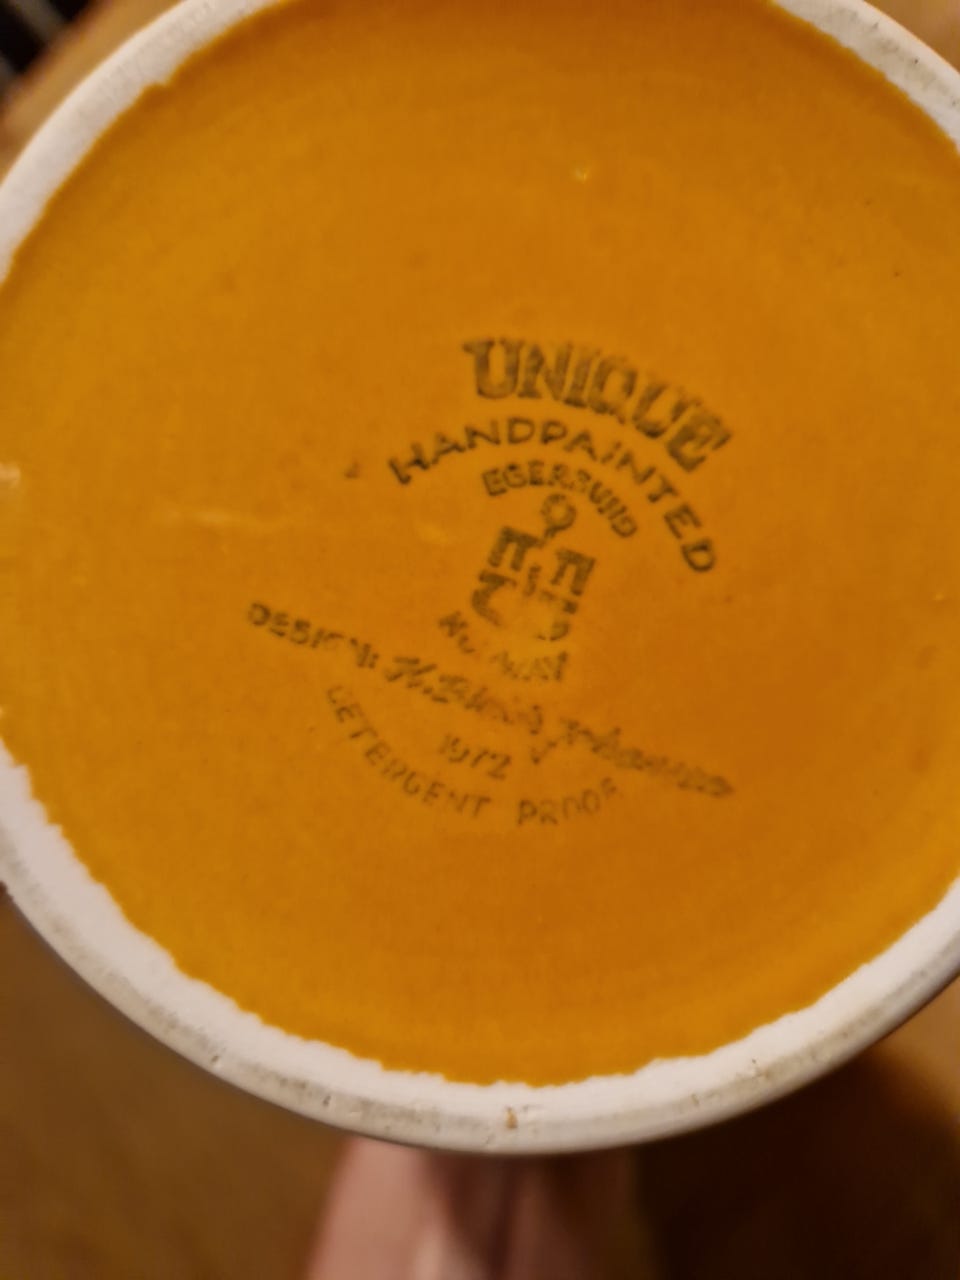 UNIQUE
HANDPAINTED
EGERSUND
NORWAY
DESIGN:
1972
DETERGENT PROOF